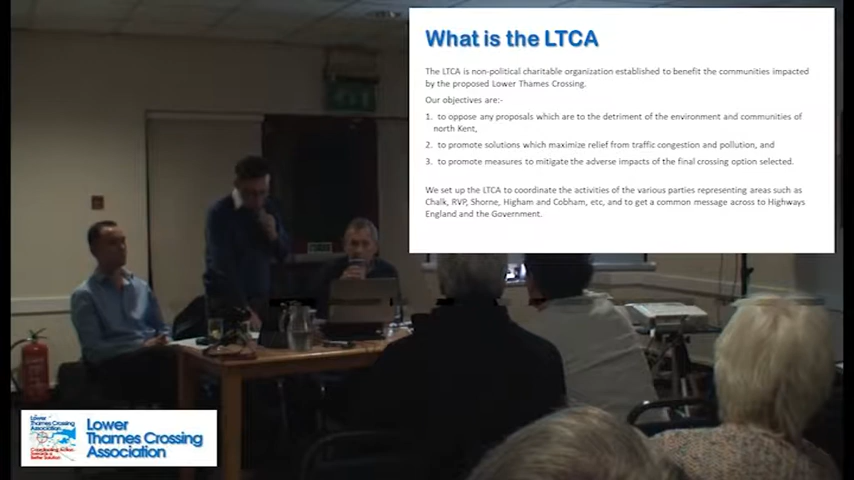 What is the LTCA
The LTCA is non-political charitable organization established to benefit the communities impacted
by the proposed Lower Thames Crossing.
Our objectives are:-
1. to oppose any proposals which are to the detriment of the environment and communities of
north Kent,
2. to promote solutions which maximize relief from traffic congestion and pollution, and
3. to promote measures to mitigate the adverse impacts of the final crossing option selected.
We set up the LTCA to coordinate the activities of the various parties representing areas such as
Chalk, RVP, Shorne, Higham and Cobham, etc, and to get a common message across to Highways
England and the Government.
Lower
Thames Crossing
Association
Lower
Thames Crossing
Association
Coordinating Action
Towards a
Better Solution